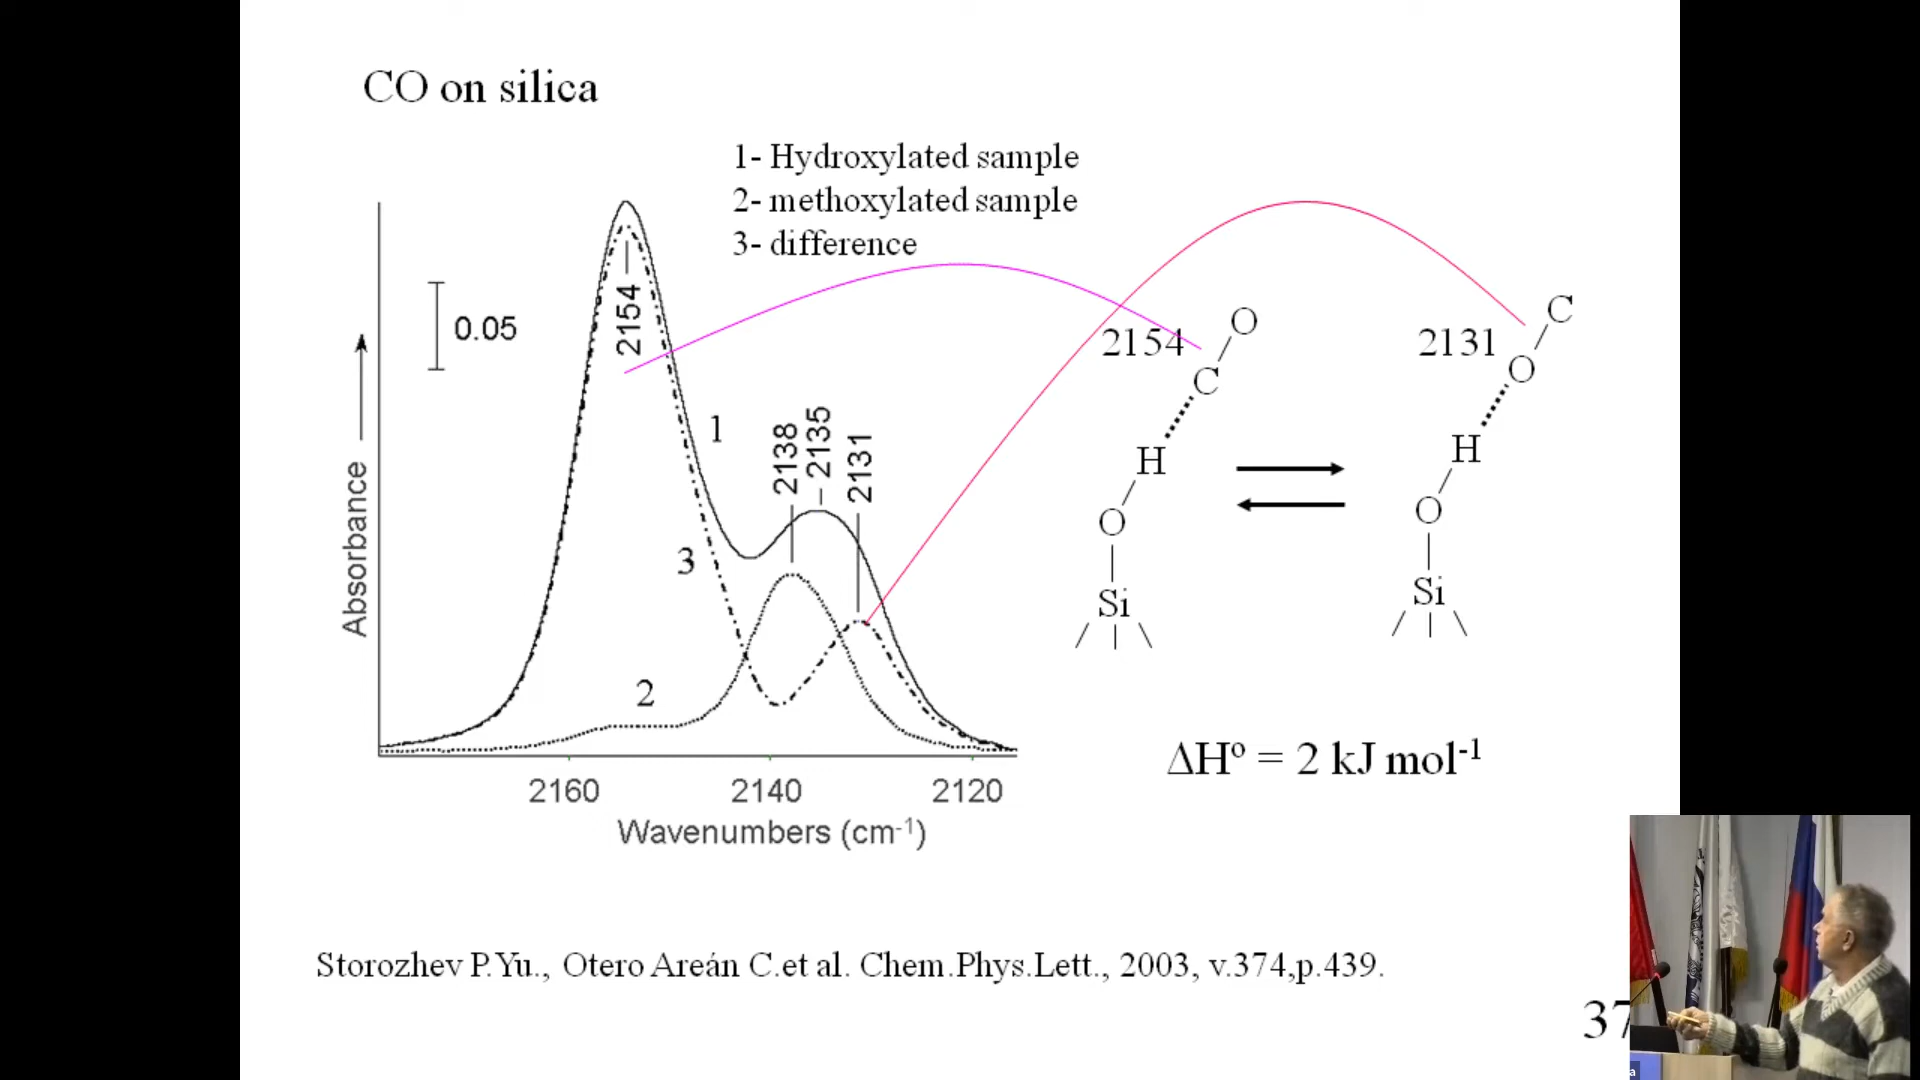 CO on silica
1- Hydroxylated sample
2- methoxylated sample
3- difference
0.05
2154
1
2138
2135
2131
3
2
Absorbance
2160
2140
2120
Wavenumbers (cm-1)
2154
O
C
H
O
Si
2131
C
O
H
O
Si
ΔHº = 2 kJ mol-1
Storozhev P.Yu., Otero Areán C.et al. Chem.Phys.Lett., 2003, v.374,p.439.
37
a